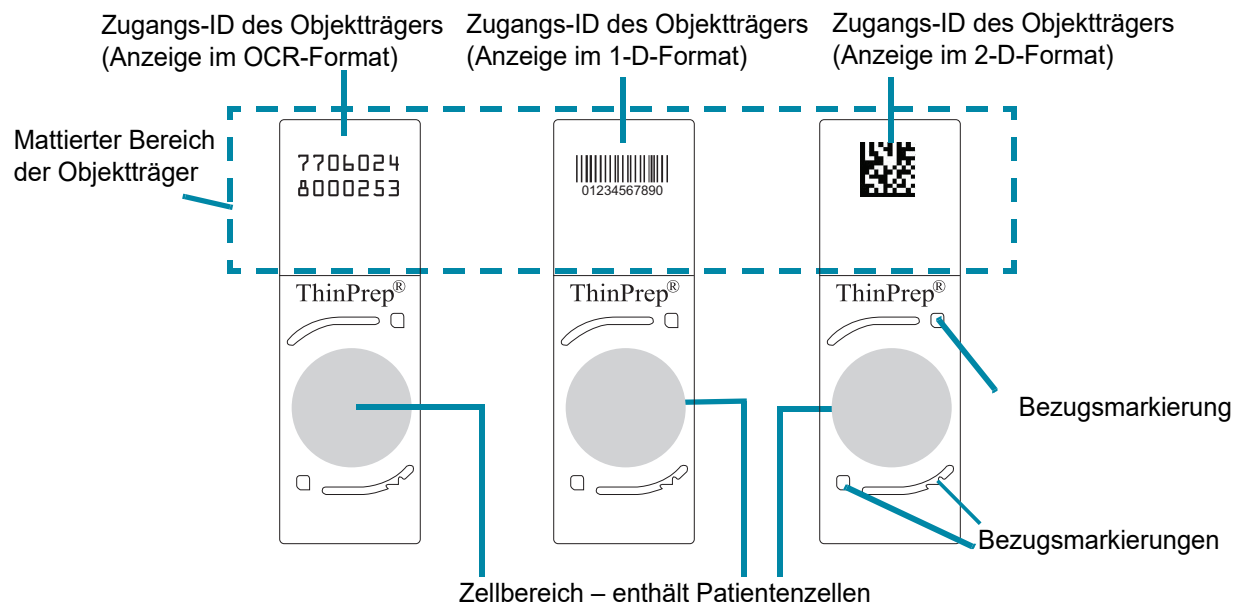 Zugangs-ID des Objektträgers
(Anzeige im OCR-Format)
Zugangs-ID des Objektträgers
(Anzeige im 1-D-Format)
Zugangs-ID des Objektträgers
(Anzeige im 2-D-Format)
Mattierter Bereich
der Objektträger
7706024
8000253
01234567890
ThinPrep®
ThinPrep®
ThinPrep®
Bezugsmarkierung
Bezugsmarkierungen
Zellbereich – enthält Patientenzellen